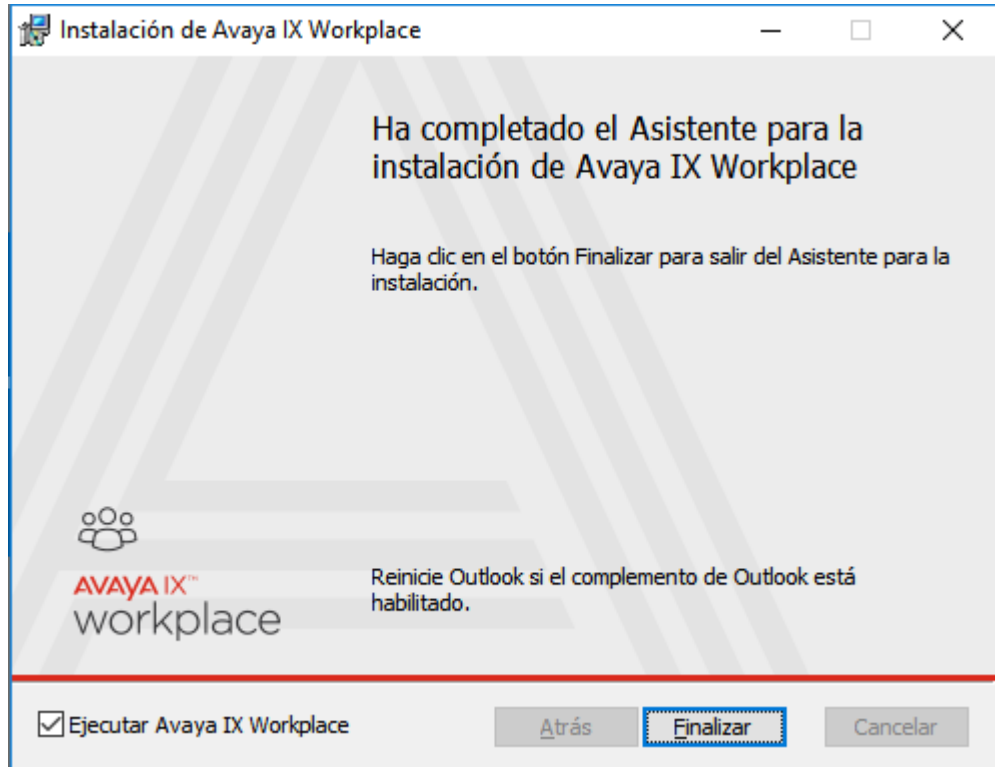 Instalación de Avaya IX Workplace
Ha completado el Asistente para la
instalación de Avaya IX Workplace
Haga clic en el botón Finalizar para salir del Asistente para la
instalación.
AVAYA IX™
workplace
Reinicie Outlook si el complemento de Outlook está
habilitado.
Ejecutar Avaya IX Workplace
Atrás
Finalizar
Cancelar